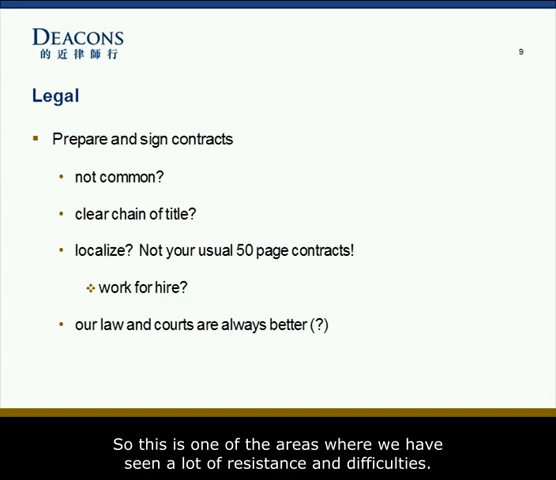 DEACONS
的近律師行
9
Legal
Prepare and sign contracts
not common?
clear chain of title?
localize? Not your usual 50 page contracts!
work for hire?
our law and courts are always better (?)
So this is one of the areas where we have
seen a lot of resistance and difficulties.